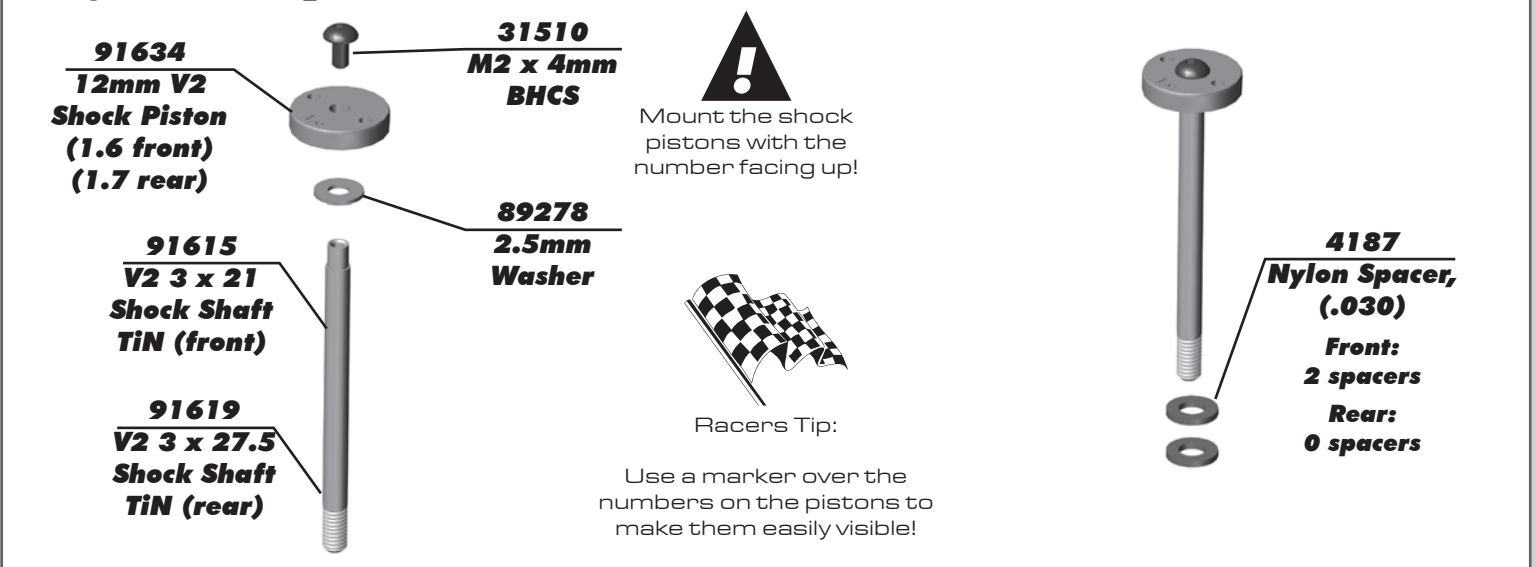 91634
12mm V2
Shock Piston
(1.6 front)
(1.7 rear)
31510
M2 x 4mm
BHCS
89278
2.5mm
Washer
91615
V2 3 x 21
Shock Shaft
TiN (front)
91619
V2 3 x 27.5
Shock Shaft
TiN (rear)
!
Mount the shock
pistons with the
number facing up!
Racers Tip:
Use a marker over the
numbers on the pistons to
make them easily visible!
4187
Nylon Spacer,
(.030)
Front:
2 spacers
Rear:
0 spacers